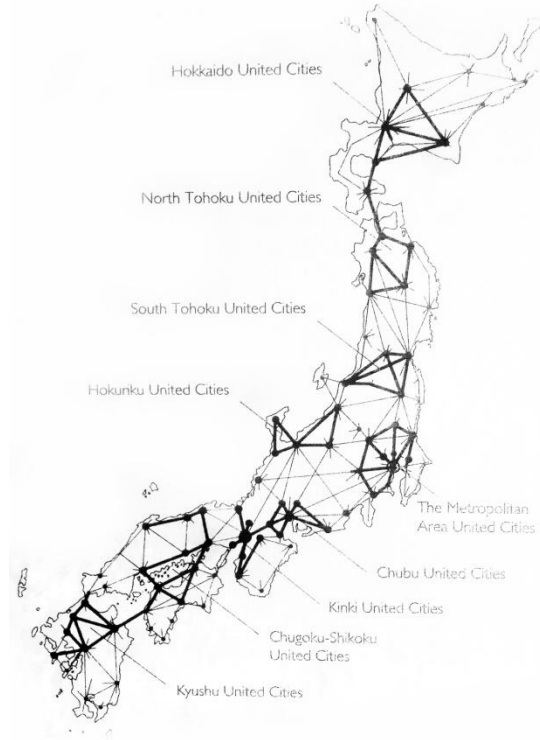 Hokkaido United Cities
North Tohoku United Cities
South Tohoku United Cities
Hokuriku United Cities
The Metropolitan
Area United Cities
Chubu United Cities
Kinki United Cities
Chugoku-Shikoku
United Cities
Kyushu United Cities